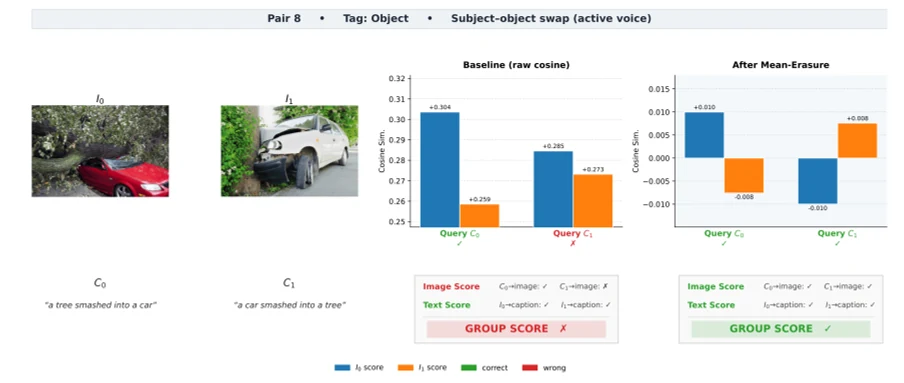 Pair 8 • Tag: Object • Subject–object swap (active voice)
I₀
I₁
C₀
C₁
“a tree smashed into a car”
“a car smashed into a tree”
Baseline (raw cosine)
Cosine Sim.
0.32
0.31
0.30
0.29
0.28
0.27
0.26
0.25
+0.304
+0.259
+0.285
+0.273
Query C₀
✓
Query C₁
✗
Image Score C₀→image: ✓ C₁→image: ✗
Text Score I₀→caption: ✓ I₁→caption: ✓
GROUP SCORE ✗
After Mean-Erasure
Cosine Sim.
0.015
0.010
0.005
0.000
−0.005
−0.010
+0.010
-0.008
-0.010
+0.008
Query C₀
✓
Query C₁
✓
Image Score C₀→image: ✓ C₁→image: ✓
Text Score I₀→caption: ✓ I₁→caption: ✓
GROUP SCORE ✓
I₀ score I₁ score correct wrong